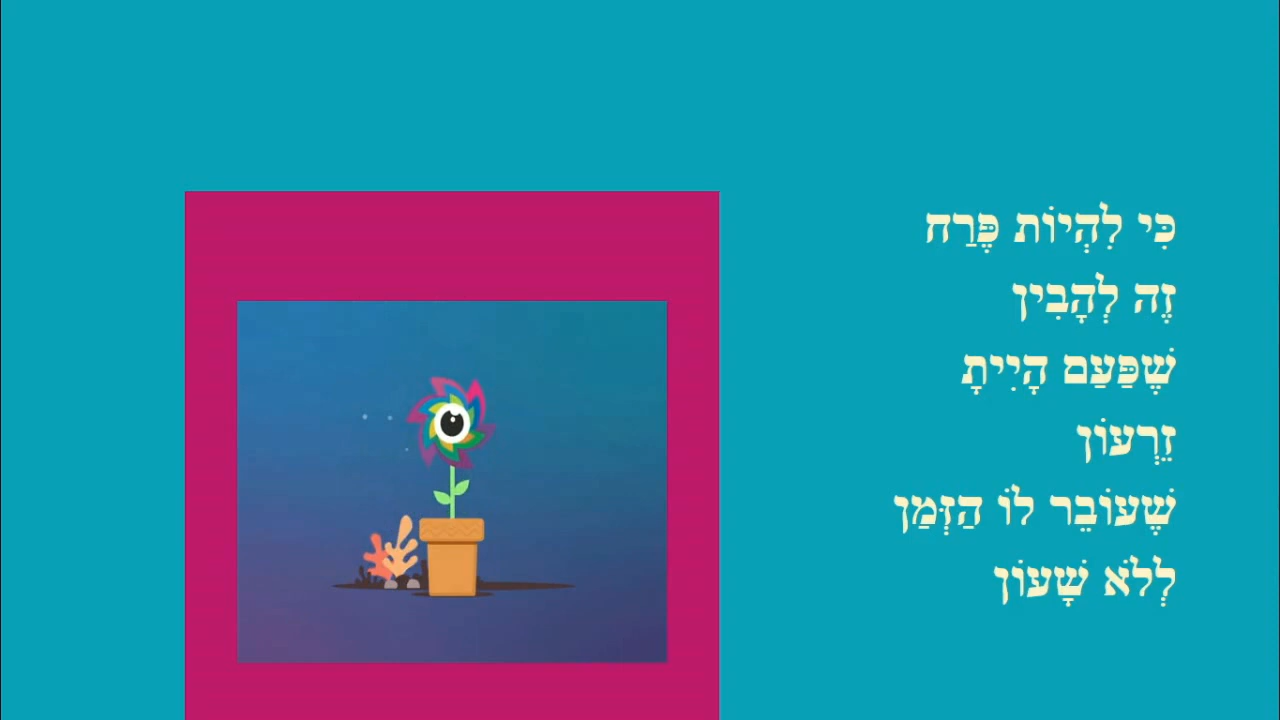 כִּי לִהְיוֹת פֶּרַח
זֶה לְהָבִין
שֶׁפַּעַם הָיִיתָ
זֵרְעוֹן
שֶׁעוֹבֵר לוֹ הַזְּמַן
לְלֹא שָׁעוֹן